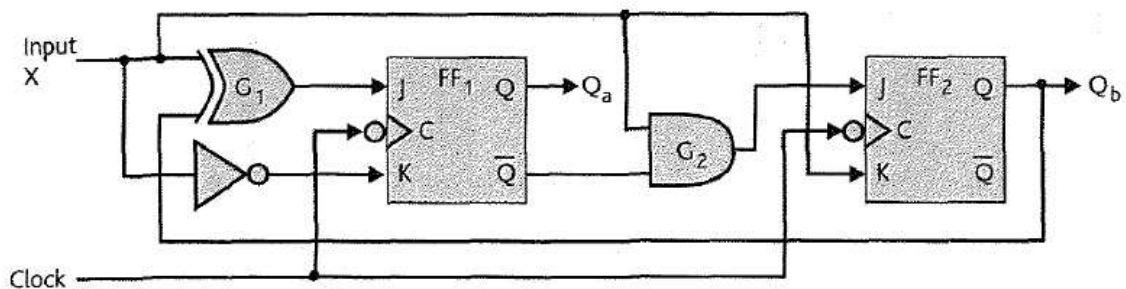 Input
X
G1
J FF1 Q
Qa
C
K Q̅
G2
J FF2 Q
Qb
C
K Q̅
Clock